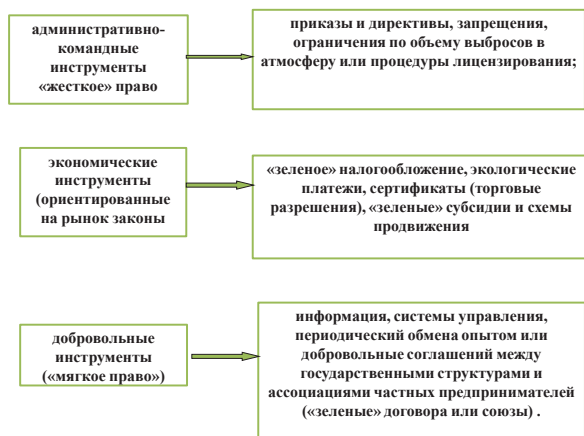 административно-
командные
инструменты
«жесткое» право
приказы и директивы, запрещения,
ограничения по объему выбросов в
атмосферу или процедуры лицензирования;
экономические
инструменты
(ориентированные
на рынок законы
«зеленое» налогообложение, экологические
платежи, сертификаты (торговые
разрешения), «зеленые» субсидии и схемы
продвижения
добровольные
инструменты
(«мягкое право»)
информация, системы управления,
периодический обмена опытом или
добровольные соглашений между
государственными структурами и
ассоциациями частных предпринимателей
(«зеленые» договора или союзы) .